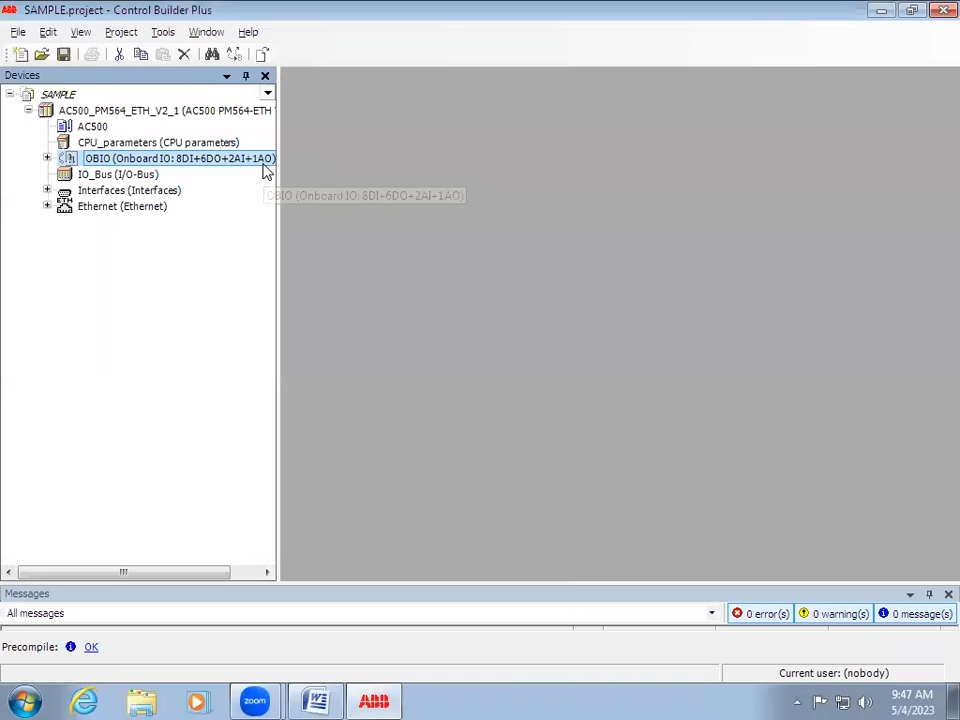 ABB SAMPLE.project - Control Builder Plus
File Edit View Project Tools Window Help
Devices
SAMPLE
AC500_PM564_ETH_V2_1 (AC500 PM564-ETH
AC500
CPU_parameters (CPU parameters)
OBIO (Onboard IO: 8DI+6DO+2AI+1AO)
IO_Bus (I/O-Bus)
OBIO (Onboard IO: 8DI+6DO+2AI+1AO)
Interfaces (Interfaces)
ETH Ethernet (Ethernet)
Messages
All messages 0 error(s) 0 warning(s) 0 message(s)
Precompile: OK
Current user: (nobody)
zoom W ABB 9:47 AM
5/4/2023